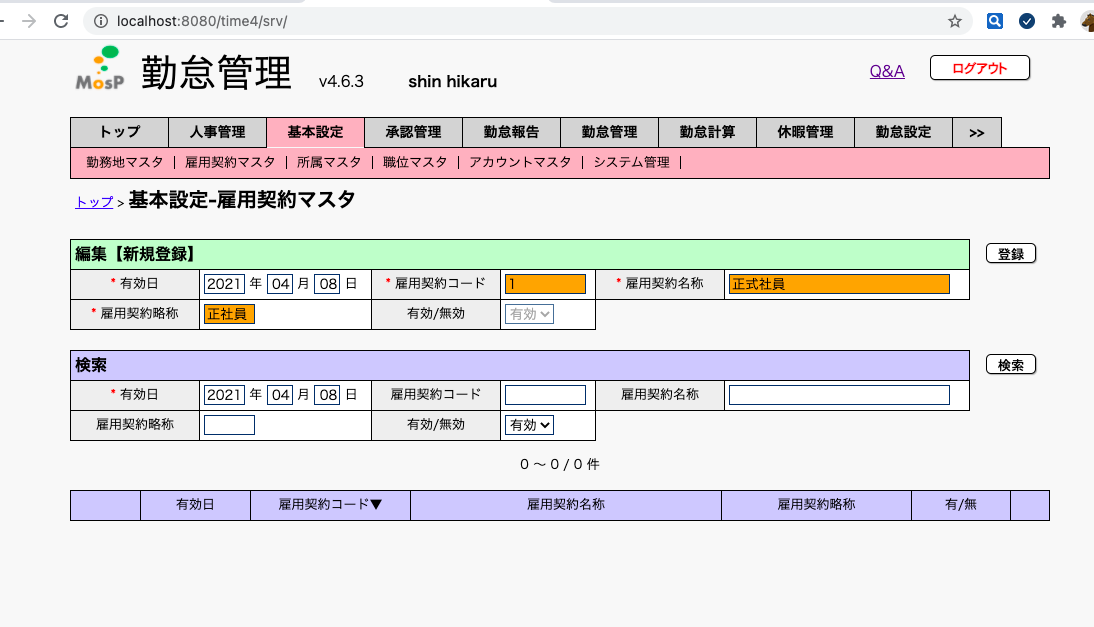 localhost:8080/time4/srv/
MosP 勤怠管理 v4.6.3 shin hikaru Q&A ログアウト
トップ 人事管理 基本設定 承認管理 勤怠報告 勤怠管理 勤怠計算 休暇管理 勤怠設定 >>
勤務地マスタ | 雇用契約マスタ | 所属マスタ | 職位マスタ | アカウントマスタ | システム管理 |
トップ > 基本設定-雇用契約マスタ
編集【新規登録】 登録
* 有効日 2021 年 04 月 08 日 * 雇用契約コード 1 * 雇用契約名称 正式社員
* 雇用契約略称 正社員 有効/無効 有効
検索 検索
* 有効日 2021 年 04 月 08 日 雇用契約コード 雇用契約名称
雇用契約略称 有効/無効 有効
0 ～ 0 / 0 件
有効日 雇用契約コード▼ 雇用契約名称 雇用契約略称 有/無